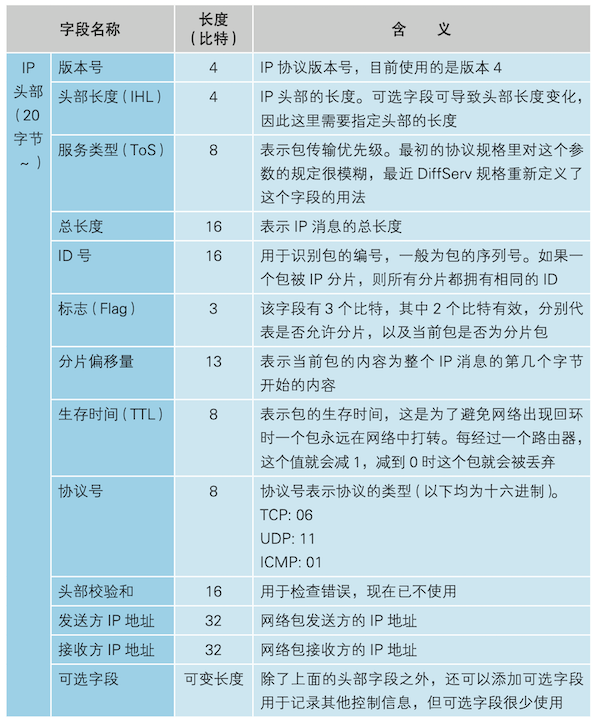 字段名称 长度（比特） 含 义
IP头部（20字节~）
版本号 4 IP 协议版本号，目前使用的是版本 4
头部长度（IHL） 4 IP 头部的长度。可选字段可导致头部长度变化，
因此这里需要指定头部的长度
服务类型（ToS） 8 表示包传输优先级。最初的协议规格里对这个参
数的规定很模糊，最近 DiffServ 规格重新定义了
这个字段的用法
总长度 16 表示 IP 消息的总长度
ID 号 16 用于识别包的编号，一般为包的序列号。如果一
个包被 IP 分片，则所有分片都拥有相同的 ID
标志（Flag） 3 该字段有 3 个比特，其中 2 个比特有效，分别代
表是否允许分片，以及当前包是否为分片包
分片偏移量 13 表示当前包的内容为整个 IP 消息的第几个字节
开始的内容
生存时间（TTL） 8 表示包的生存时间，这是为了避免网络出现回环
时一个包永远在网络中打转。每经过一个路由器，
这个值就会减 1，减到 0 时这个包就会被丢弃
协议号 8 协议号表示协议的类型（以下均为十六进制）。
TCP: 06
UDP: 11
ICMP: 01
头部校验和 16 用于检查错误，现在已不使用
发送方 IP 地址 32 网络包发送方的 IP 地址
接收方 IP 地址 32 网络包接收方的 IP 地址
可选字段 可变长度 除了上面的头部字段之外，还可以添加可选字段
用于记录其他控制信息，但可选字段很少使用